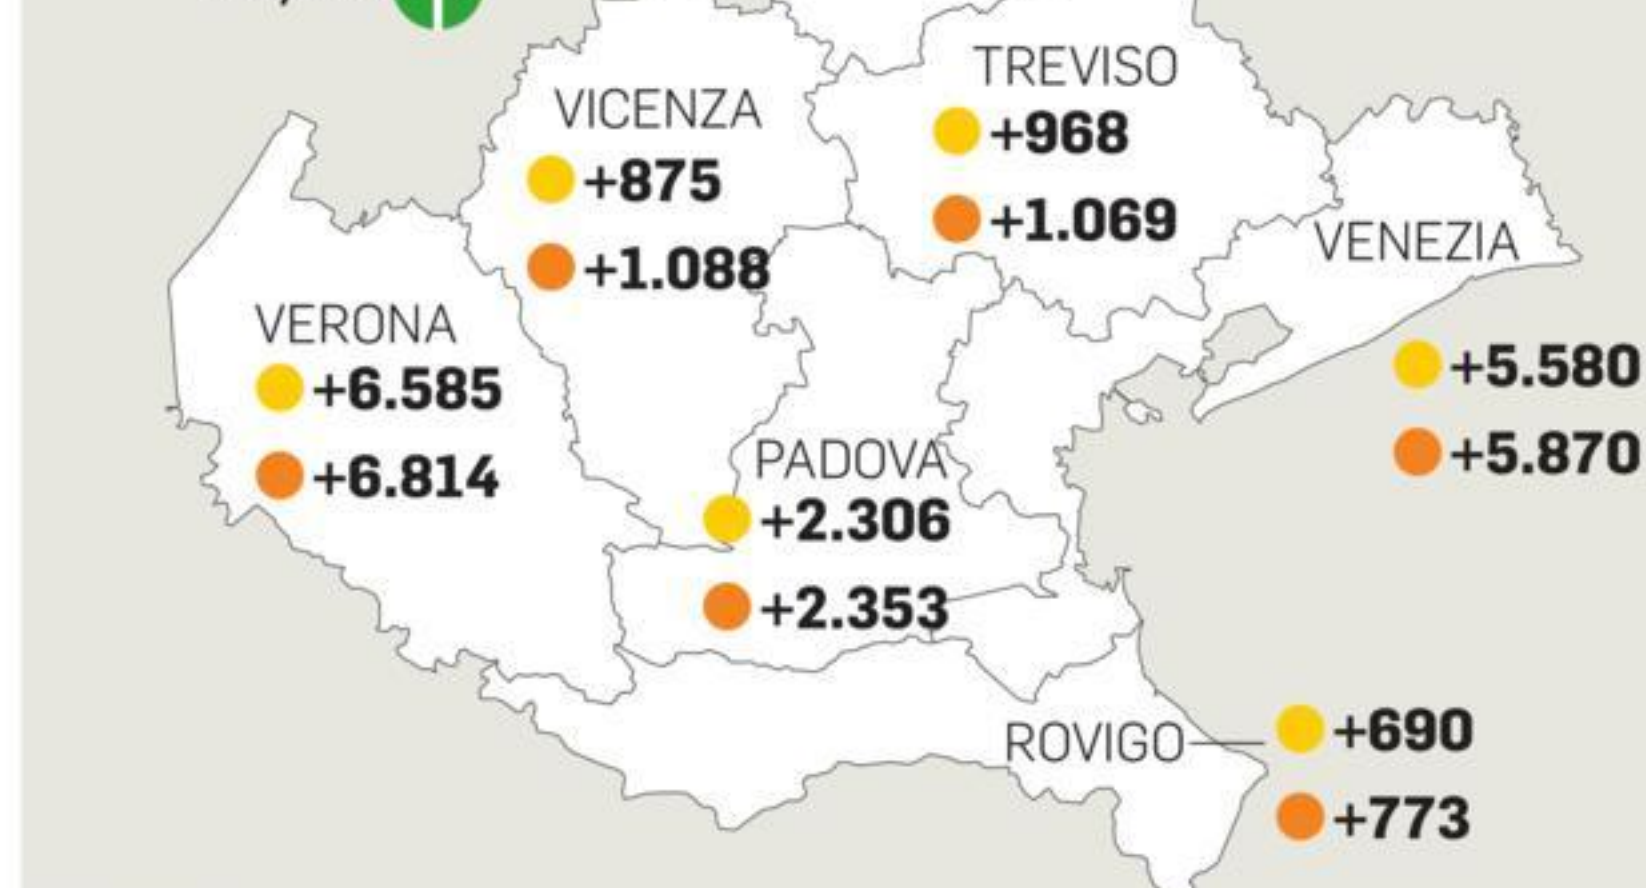 TREVISO
+968
+1.069
VICENZA
+875
+1.088
VENEZIA
+5.580
+5.870
VERONA
+6.585
+6.814
PADOVA
+2.306
+2.353
ROVIGO
+690
+773